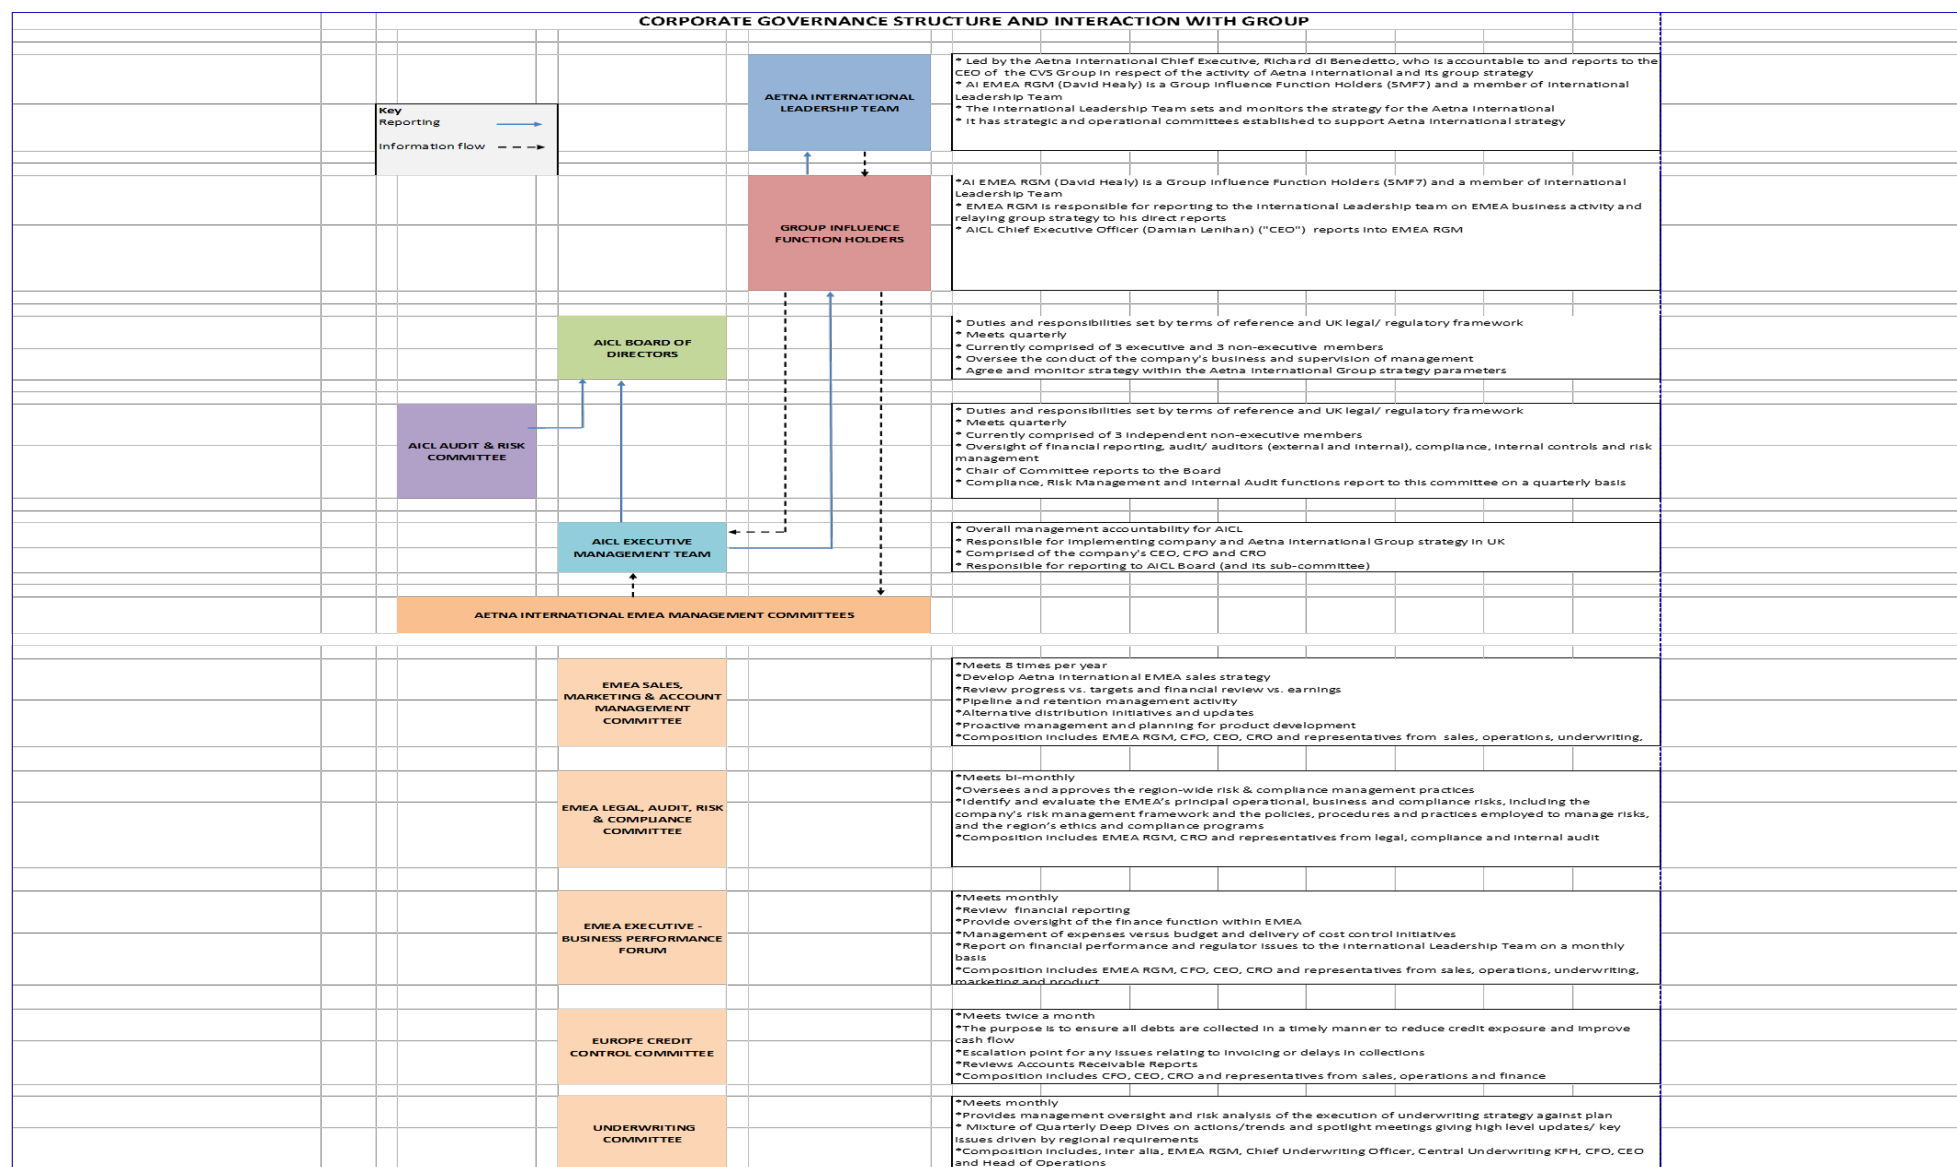 CORPORATE GOVERNANCE STRUCTURE AND INTERACTION WITH GROUP
Key
Reporting
Information flow
AETNA INTERNATIONAL
LEADERSHIP TEAM
* Led by the Aetna International Chief Executive, Richard di Benedetto, who is accountable to and reports to the
CEO of the CVS Group in respect of the activity of Aetna International and its group strategy
* AI EMEA RGM (David Healy) is a Group Influence Function Holders (SMF7) and a member of International
Leadership Team
* The International Leadership Team sets and monitors the strategy for the Aetna International
* It has strategic and operational committees established to support Aetna International strategy
GROUP INFLUENCE
FUNCTION HOLDERS
*AI EMEA RGM (David Healy) is a Group Influence Function Holders (SMF7) and a member of International
Leadership Team
* EMEA RGM is responsible for reporting to the International Leadership team on EMEA business activity and
relaying group strategy to his direct reports
* AICL Chief Executive Officer (Damian Lenihan) ("CEO") reports into EMEA RGM
AICL BOARD OF
DIRECTORS
* Duties and responsibilities set by terms of reference and UK legal/ regulatory framework
* Meets quarterly
* Currently comprised of 3 executive and 3 non-executive members
* Oversee the conduct of the company's business and supervision of management
* Agree and monitor strategy within the Aetna International Group strategy parameters
AICL AUDIT & RISK
COMMITTEE
* Duties and responsibilities set by terms of reference and UK legal/ regulatory framework
* Meets quarterly
* Currently comprised of 3 independent non-executive members
* Oversight of financial reporting, audit/ auditors (external and internal), compliance, internal controls and risk
management
* Chair of Committee reports to the Board
* Compliance, Risk Management and Internal Audit functions report to this committee on a quarterly basis
AICL EXECUTIVE
MANAGEMENT TEAM
* Overall management accountability for AICL
* Responsible for implementing company and Aetna International Group strategy in UK
* Comprised of the company's CEO, CFO and CRO
* Responsible for reporting to AICL Board (and its sub-committee)
AETNA INTERNATIONAL EMEA MANAGEMENT COMMITTEES
EMEA SALES,
MARKETING & ACCOUNT
MANAGEMENT
COMMITTEE
*Meets 8 times per year
*Develop Aetna International EMEA sales strategy
*Review progress vs. targets and financial review vs. earnings
*Pipeline and retention management activity
*Alternative distribution initiatives and updates
*Proactive management and planning for product development
*Composition includes EMEA RGM, CFO, CEO, CRO and representatives from sales, operations, underwriting,
EMEA LEGAL, AUDIT, RISK
& COMPLIANCE
COMMITTEE
*Meets bi-monthly
*Oversees and approves the region-wide risk & compliance management practices
*Identify and evaluate the EMEA's principal operational, business and compliance risks, including the
company's risk management framework and the policies, procedures and practices employed to manage risks,
and the region's ethics and compliance programs
*Composition includes EMEA RGM, CRO and representatives from legal, compliance and internal audit
EMEA EXECUTIVE -
BUSINESS PERFORMANCE
FORUM
*Meets monthly
*Review financial reporting
*Provide oversight of the finance function within EMEA
*Management of expenses versus budget and delivery of cost control initiatives
*Report on financial performance and regulator issues to the International Leadership Team on a monthly
basis
*Composition includes EMEA RGM, CFO, CEO, CRO and representatives from sales, operations, underwriting,
marketing and product
EUROPE CREDIT
CONTROL COMMITTEE
*Meets twice a month
*The purpose is to ensure all debts are collected in a timely manner to reduce credit exposure and improve
cash flow
*Escalation point for any issues relating to invoicing or delays in collections
*Reviews Accounts Receivable Reports
*Composition includes CFO, CEO, CRO and representatives from sales, operations and finance
UNDERWRITING
COMMITTEE
*Meets monthly
*Provides management oversight and risk analysis of the execution of underwriting strategy against plan
* Mixture of Quarterly Deep Dives on actions/trends and spotlight meetings giving high level updates/ key
issues driven by regional requirements
*Composition includes, inter alia, EMEA RGM, Chief Underwriting Officer, Central Underwriting KFH, CFO, CEO
and Head of Operations